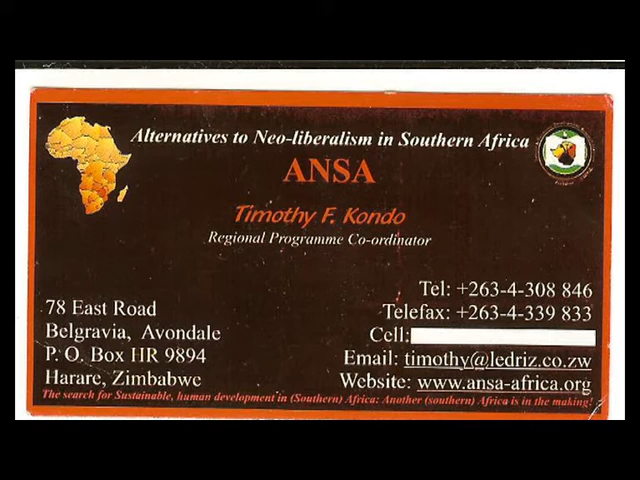 Alternatives to Neo-liberalism in Southern Africa
ANSA
Timothy F. Kondo
Regional Programme Co-ordinator
78 East Road
Belgravia, Avondale
P. O. Box HR 9894
Harare, Zimbabwe
Tel: +263-4-308 846
Telefax: +263-4-339 833
Cell:
Email: timothy@ledriz.co.zw
Website: www.ansa-africa.org
The search for Sustainable, human development in (Southern) Africa: Another (southern) Africa is in the making!